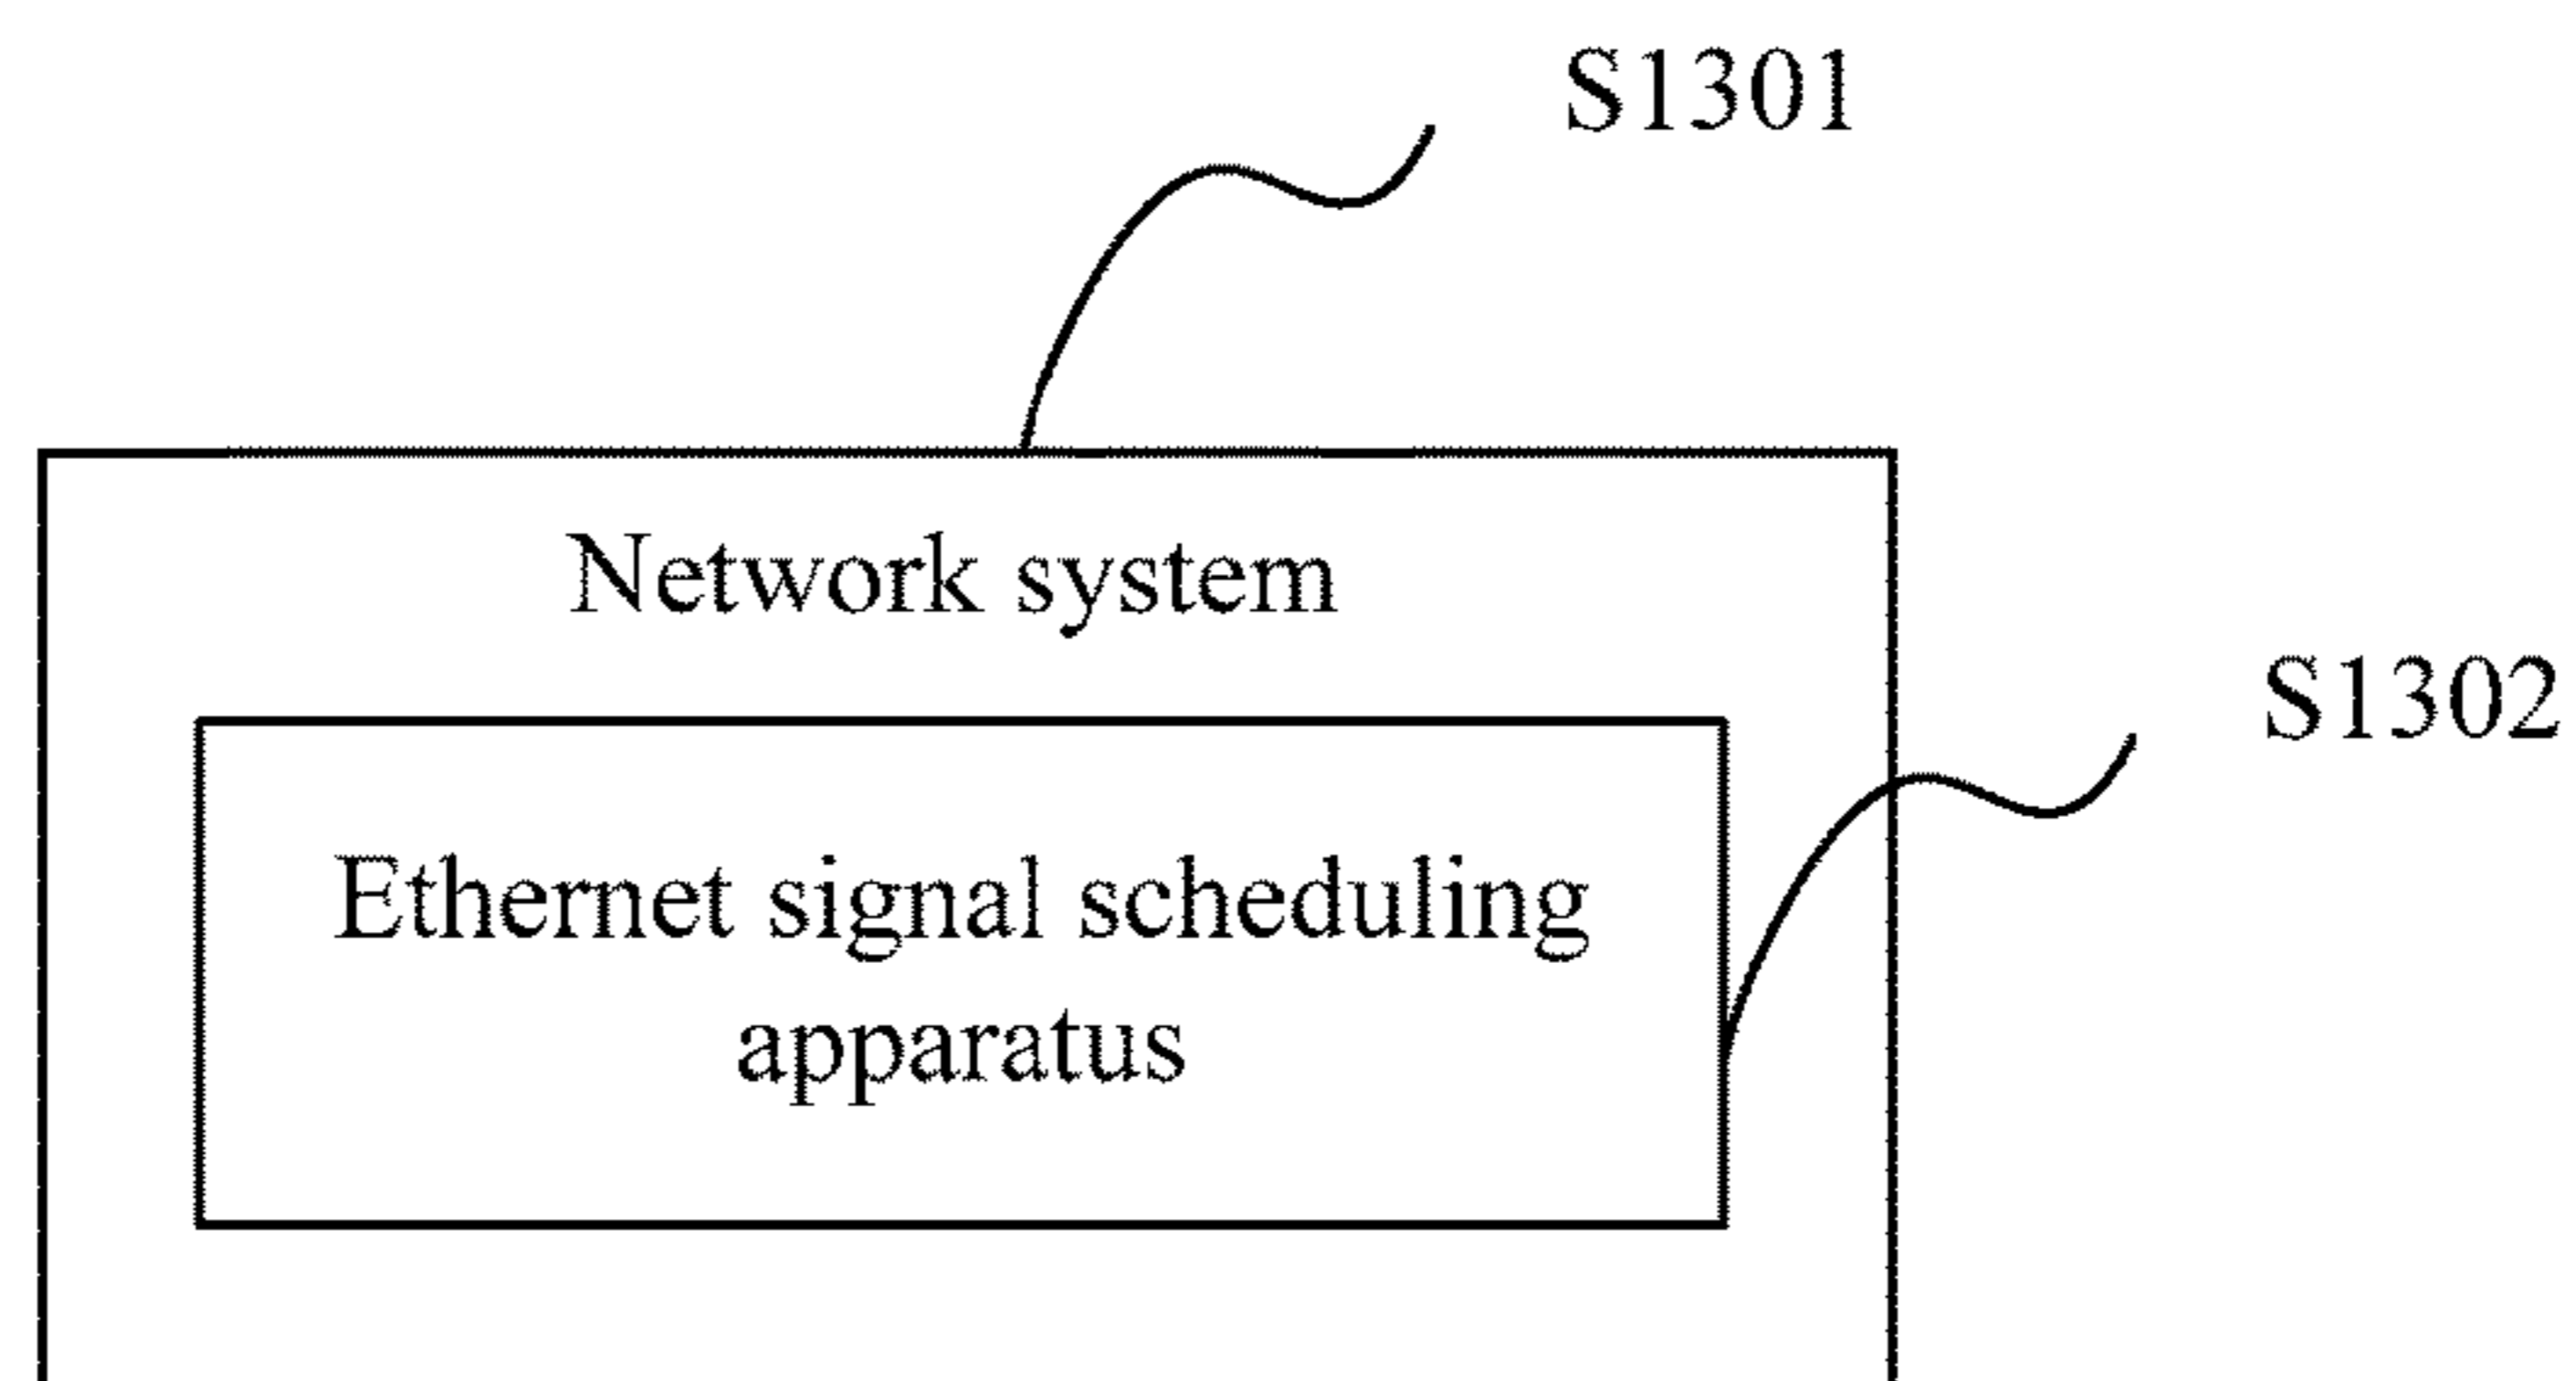 S1301
Network system
S1302
Ethernet signal scheduling
apparatus